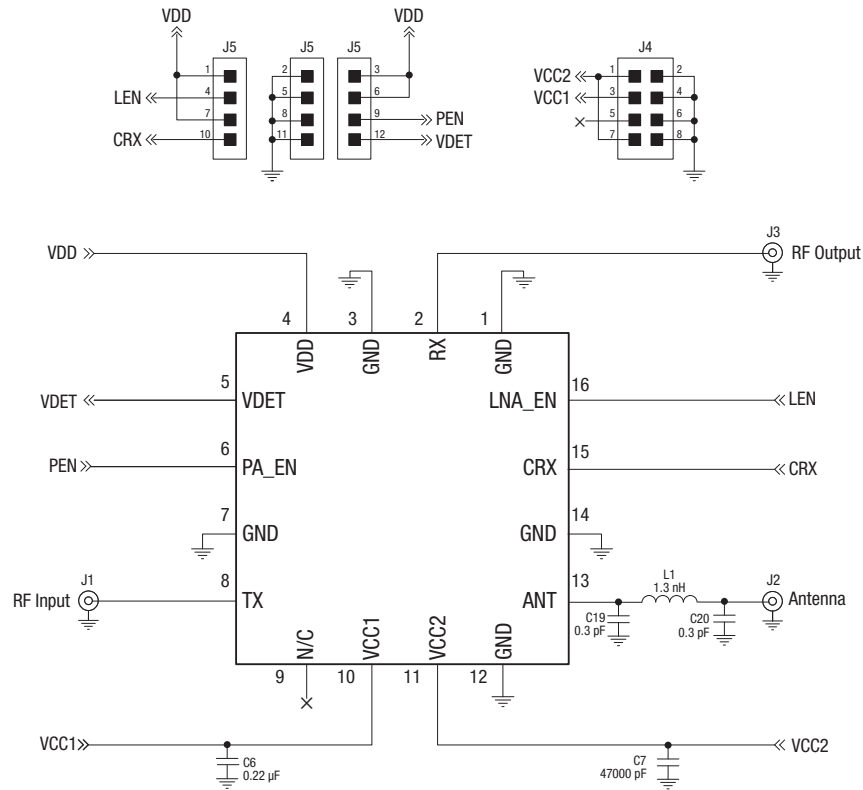 VDD
VDD
J5
J5
J5
J4
1
4
7
10
LEN
CRX
2
5
8
11
3
6
9
12
PEN
VDET
VCC2
VCC1
1
3
5
7
2
4
6
8
J3
VDD
RF Output
4
3
2
1
VDD
GND
RX
GND
5
VDET
VDET
LNA_EN
16
LEN
6
PEN
PA_EN
CRX
15
CRX
7
GND
GND
14
J1
RF Input
8
TX
ANT
13
L1
1.3 nH
J2
Antenna
C19
0.3 pF
C20
0.3 pF
N/C
VCC1
VCC2
GND
9
10
11
12
VCC1
C6
0.22 µF
C7
47000 pF
VCC2